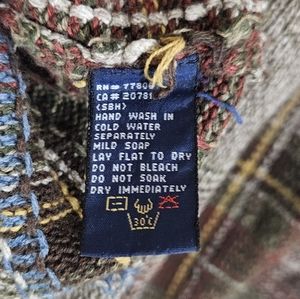 RN# 77806
CA# 20781
(SBH)
HAND WASH IN
COLD WATER
SEPARATELY
MILD SOAP
LAY FLAT TO DRY
DO NOT BLEACH
DO NOT SOAK
DRY IMMEDIATELY
30°C